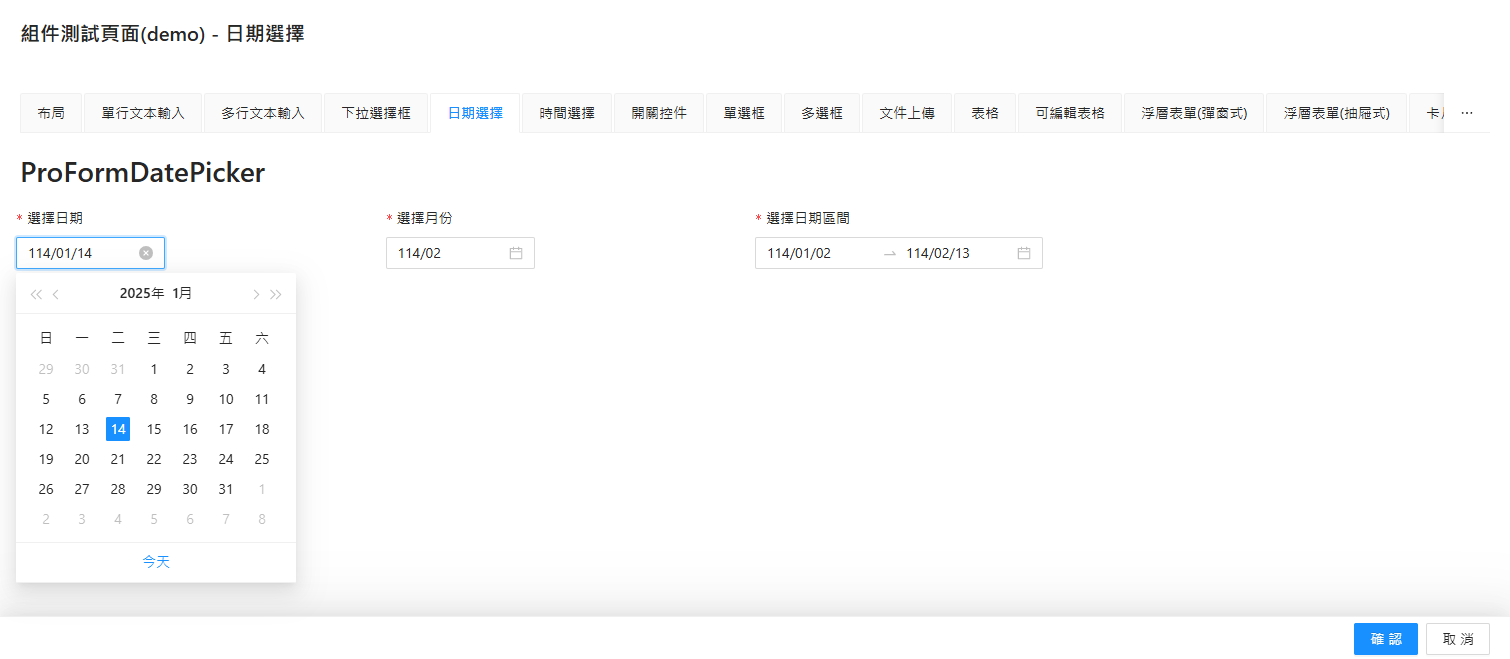 組件測試頁面(demo) - 日期選擇
布局 單行文本輸入 多行文本輸入 下拉選擇框 日期選擇 時間選擇 開關控件 單選框 多選框 文件上傳 表格 可編輯表格 浮層表單(彈窗式) 浮層表單(抽屜式) ···
ProFormDatePicker
* 選擇日期 * 選擇月份 * 選擇日期區間
114/01/14 114/02 114/01/02 → 114/02/13
2025年 1月
日 一 二 三 四 五 六
29 30 31 1 2 3 4
5 6 7 8 9 10 11
12 13 14 15 16 17 18
19 20 21 22 23 24 25
26 27 28 29 30 31 1
2 3 4 5 6 7 8
今天
確認 取消